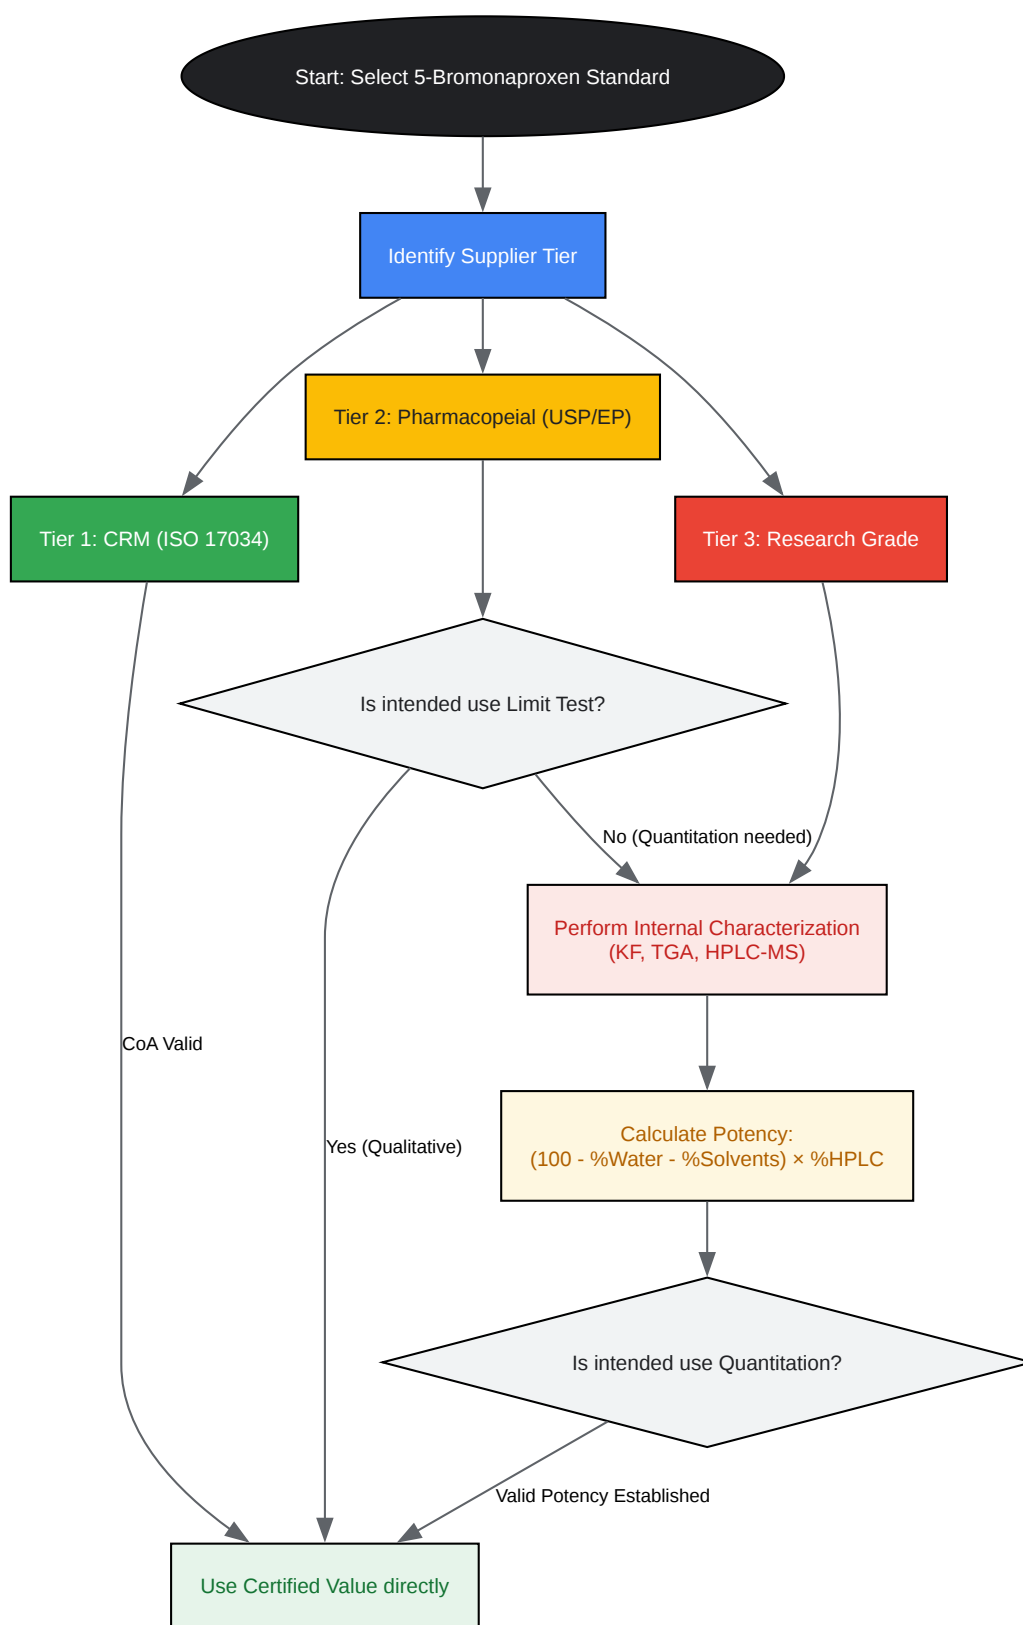 Start: Select 5-Bromonaproxen Standard
Identify Supplier Tier
Tier 2: Pharmacopeial (USP/EP)
Tier 1: CRM (ISO 17034)
Tier 3: Research Grade
Is intended use Limit Test?
No (Quantitation needed)
Perform Internal Characterization
(KF, TGA, HPLC-MS)
CoA Valid
Calculate Potency:
(100 - %Water - %Solvents) × %HPLC
Yes (Qualitative)
Is intended use Quantitation?
Valid Potency Established
Use Certified Value directly